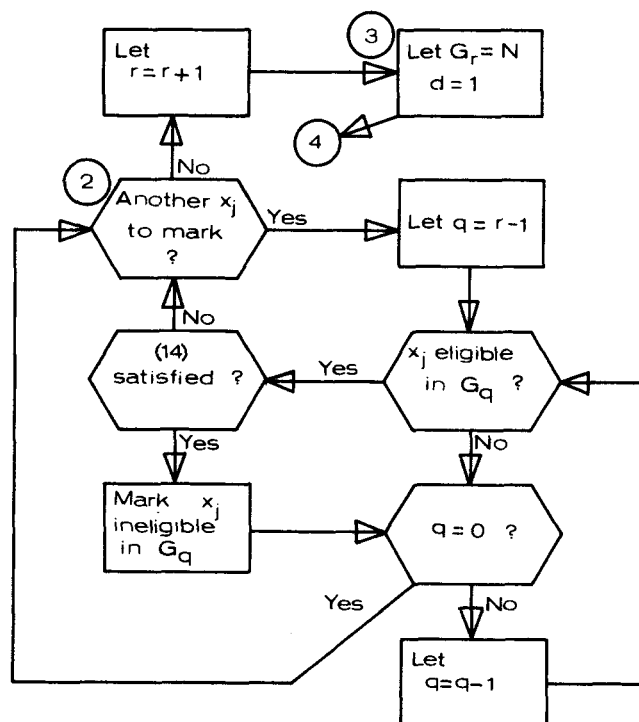 Let
r = r + 1
3
Let G_r = N
d = 1
4
No
2
Another x_j
to mark
?
Yes
Let q = r - 1
No
(14)
satisfied ?
Yes
x_j eligible
in G_q ?
Yes
No
Mark x_j
ineligible
in G_q
q = 0 ?
Yes
No
Let
q = q - 1